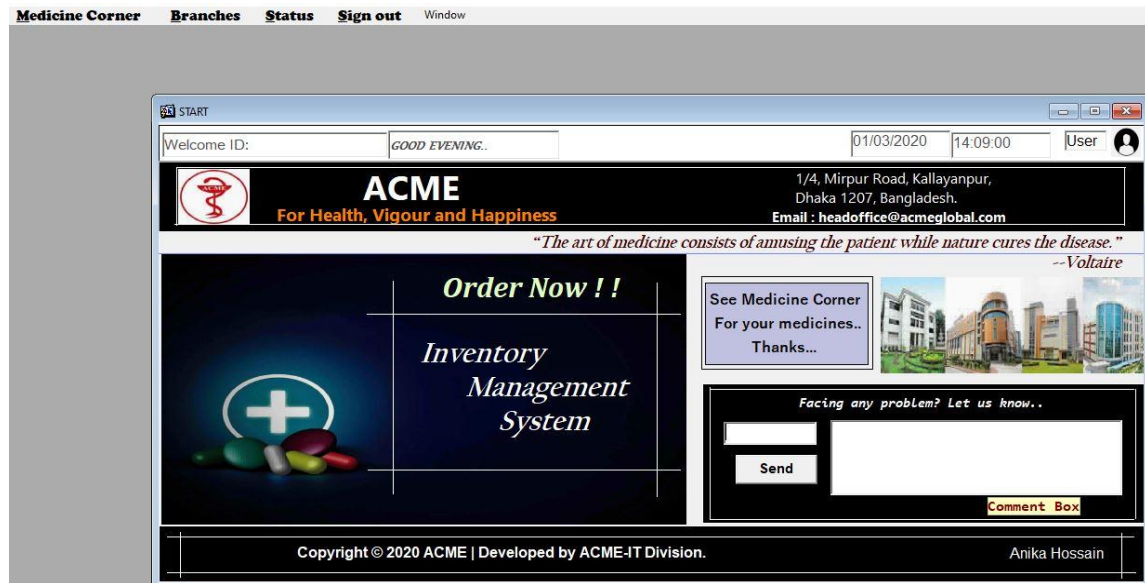 Medicine Corner Branches Status Sign out Window
START
Welcome ID: GOOD EVENING.. 01/03/2020 14:09:00 User
ACME
ACME
For Health, Vigour and Happiness
1/4, Mirpur Road, Kallayanpur,
Dhaka 1207, Bangladesh.
Email : headoffice@acmeglobal.com
“The art of medicine consists of amusing the patient while nature cures the disease.”
--Voltaire
Order Now ! !
Inventory
Management
System
See Medicine Corner
For your medicines..
Thanks...
Facing any problem? Let us know..
Send
Comment Box
Copyright © 2020 ACME | Developed by ACME-IT Division. Anika Hossain